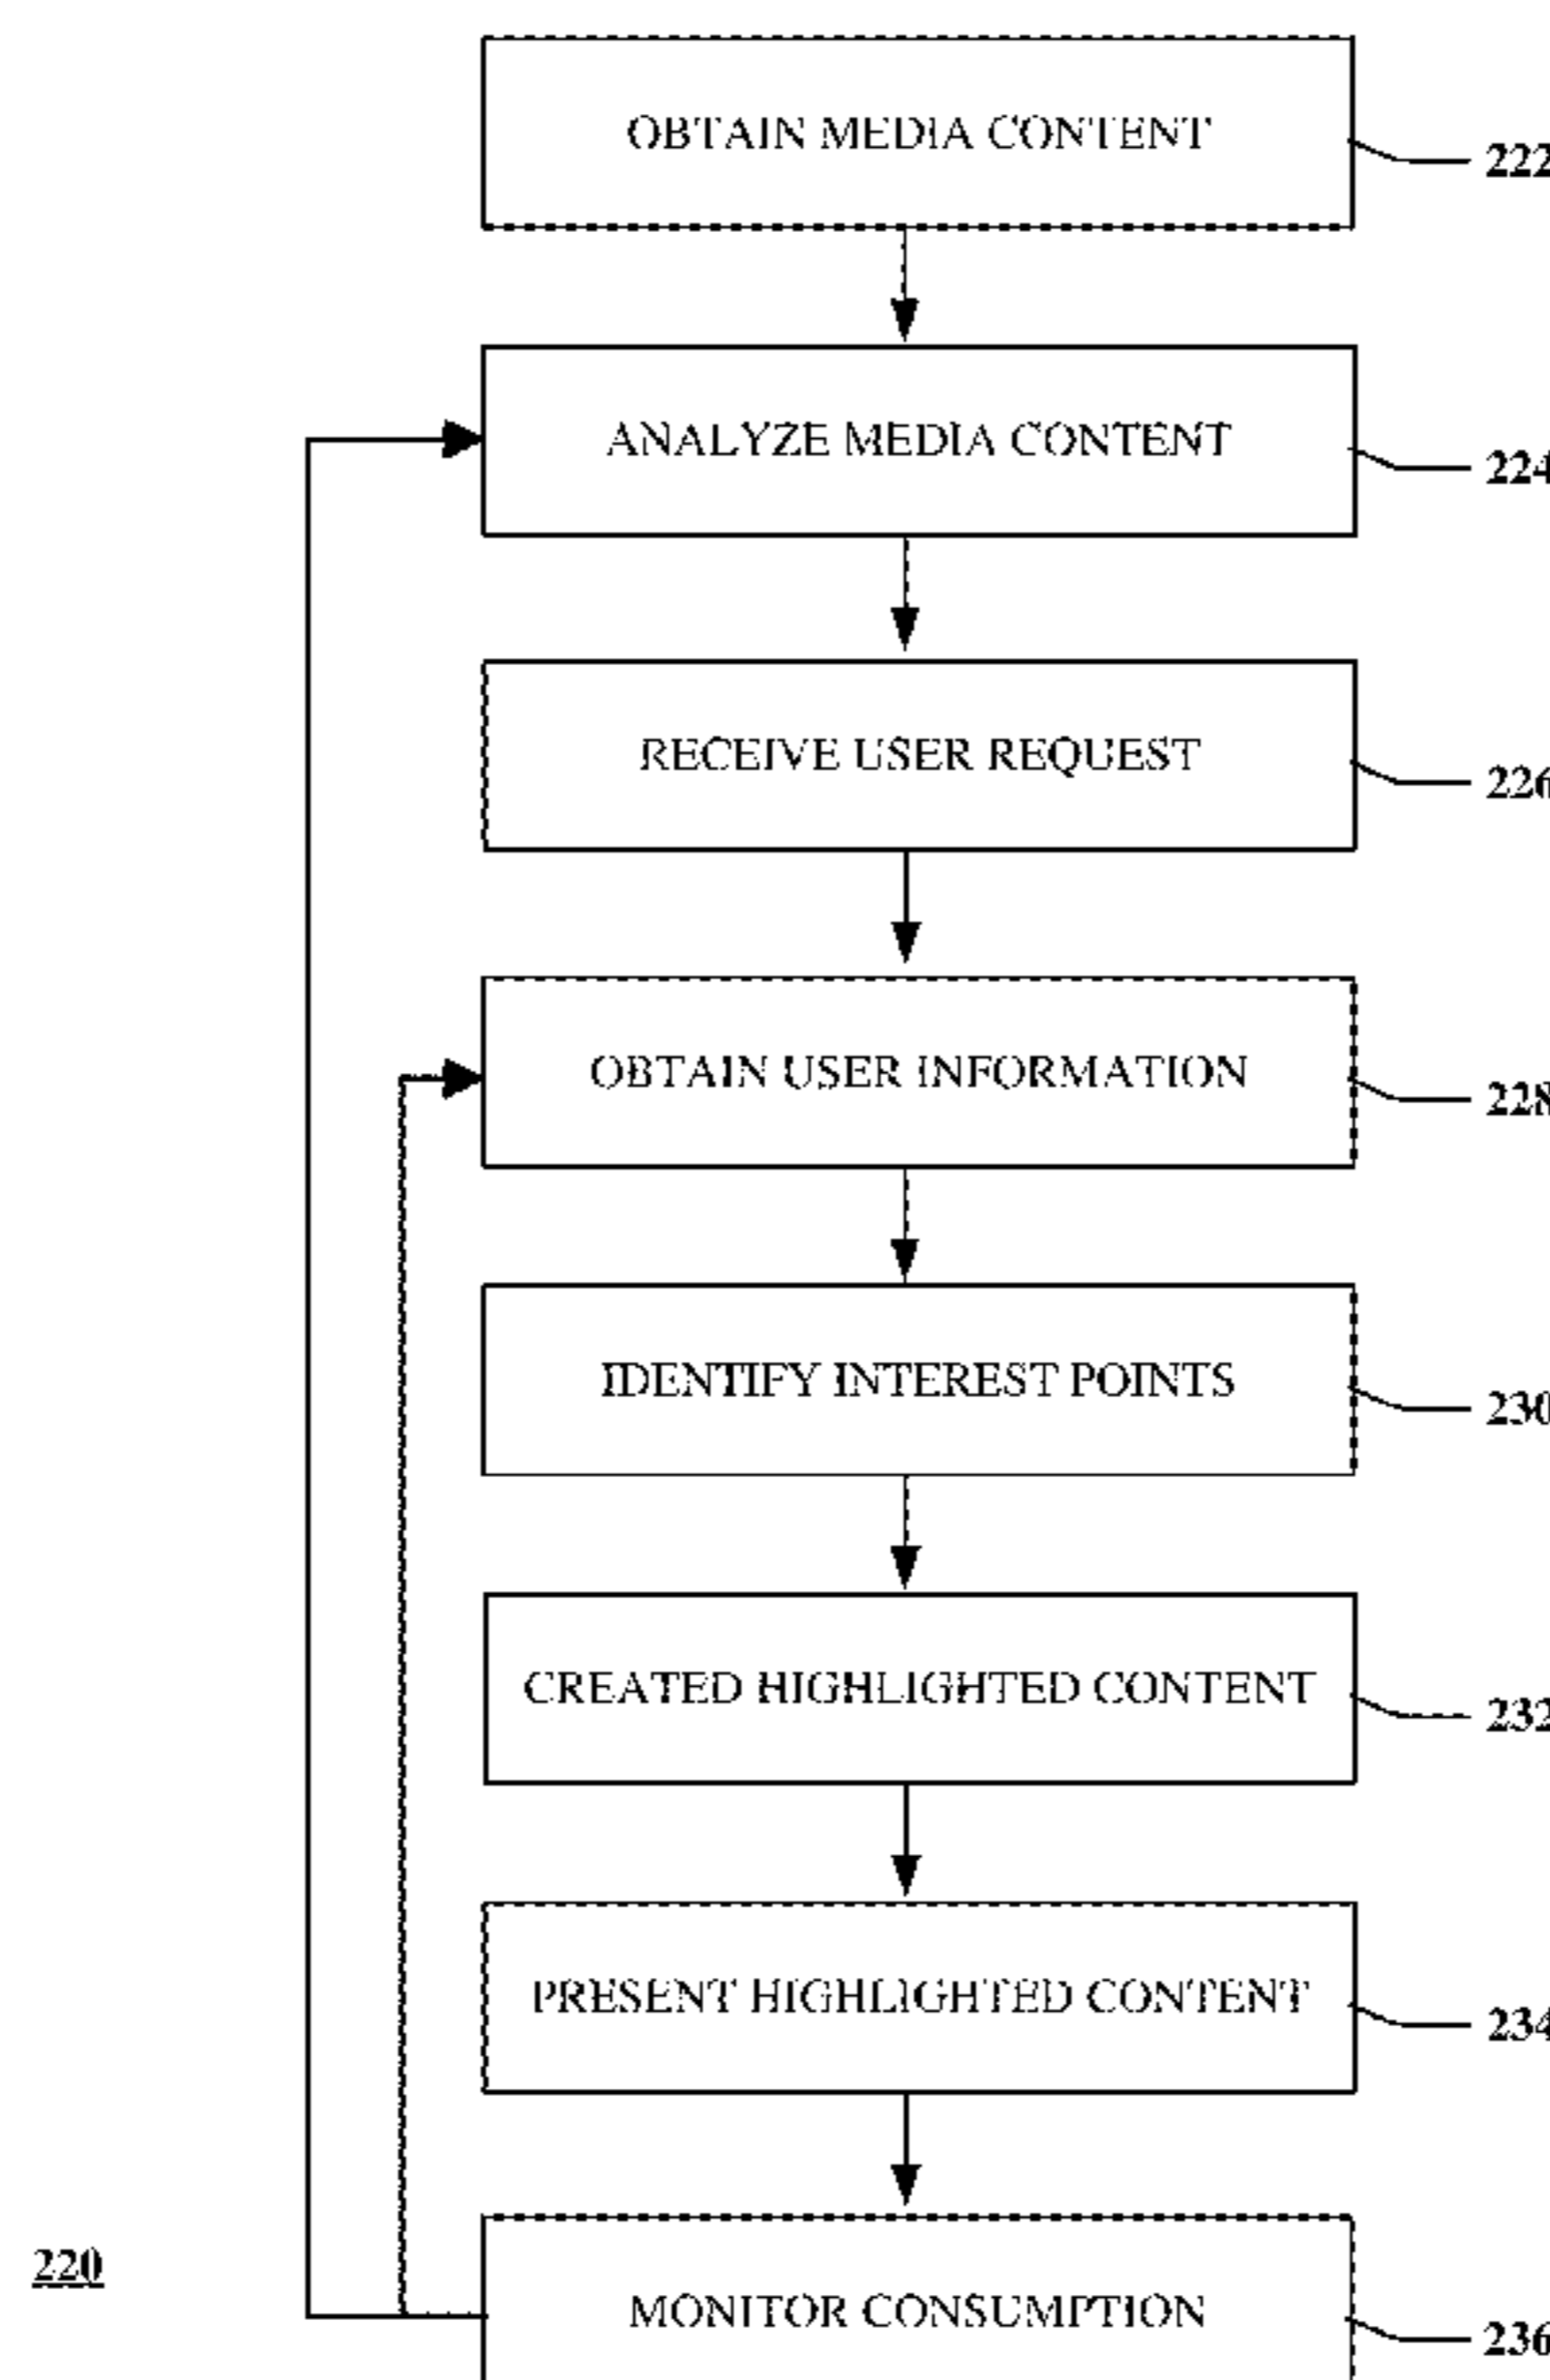 OBTAIN MEDIA CONTENT
222
ANALYZE MEDIA CONTENT
224
RECEIVE USER REQUEST
226
OBTAIN USER INFORMATION
228
IDENTIFY INTEREST POINTS
230
CREATED HIGHLIGHTED CONTENT
232
PRESENT HIGHLIGHTED CONTENT
234
220
MONITOR CONSUMPTION
236